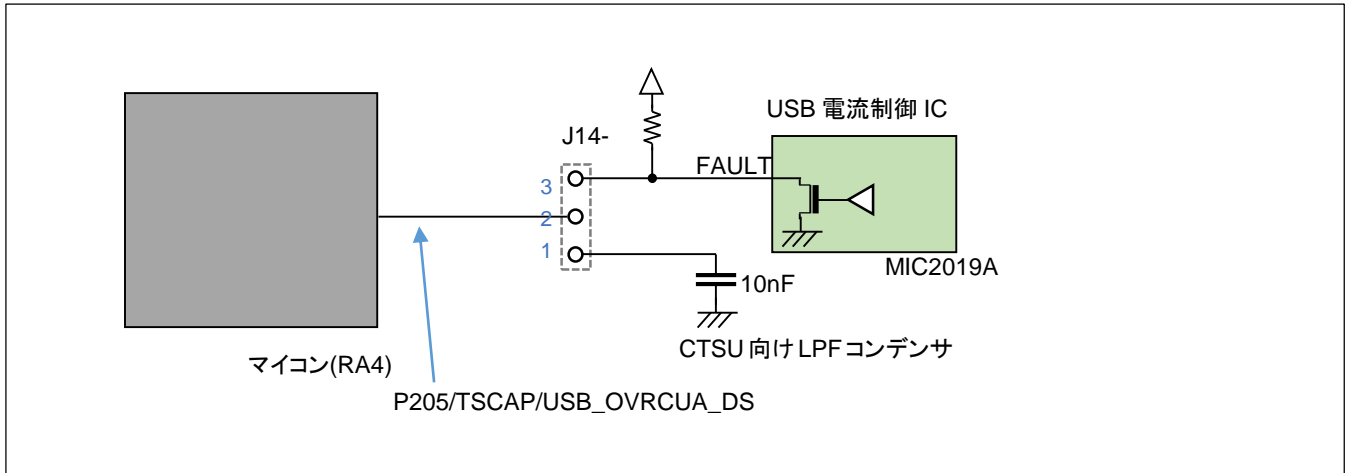 USB 電流制御 IC
J14-
FAULT
3
2
1
MIC2019A
10nF
CTSU 向け LPF コンデンサ
マイコン(RA4)
P205/TSCAP/USB_OVRCUA_DS